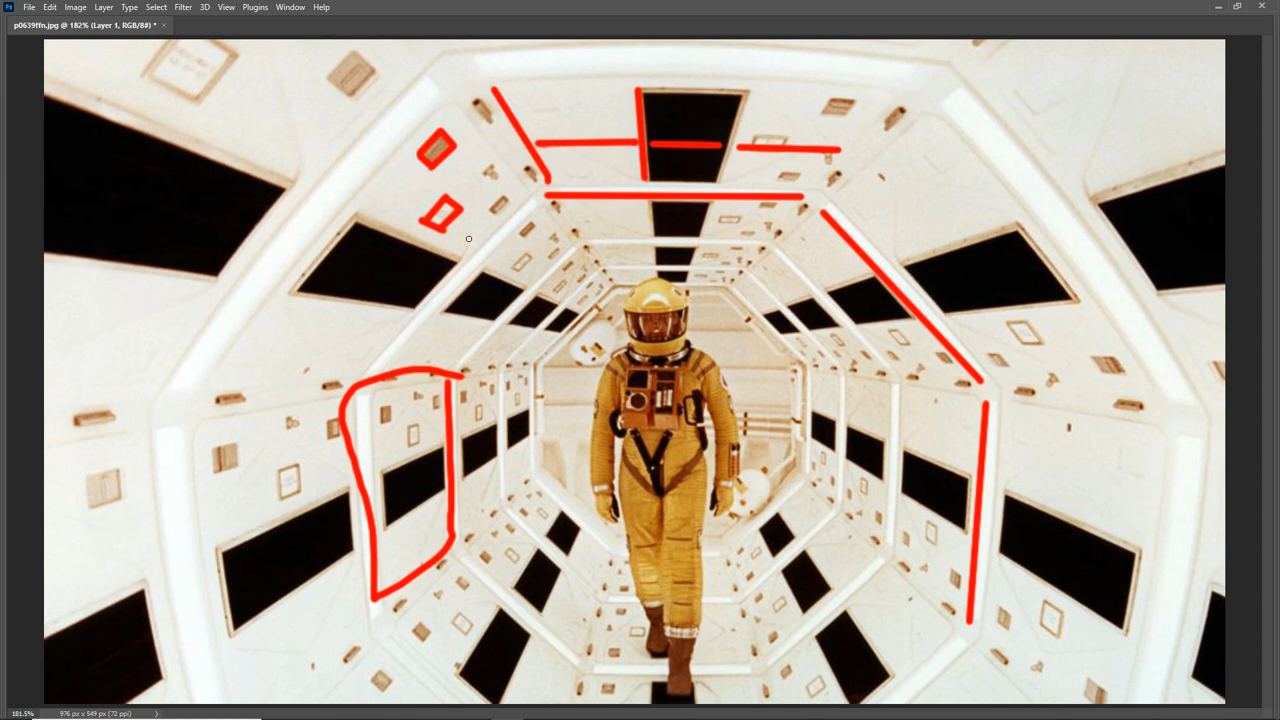 Ps File Edit Image Layer Type Select Filter 3D View Plugins Window Help
p0639ffn.jpg @ 182% (Layer 1, RGB/8#) *
181.5% 976 px x 549 px (72 ppi)